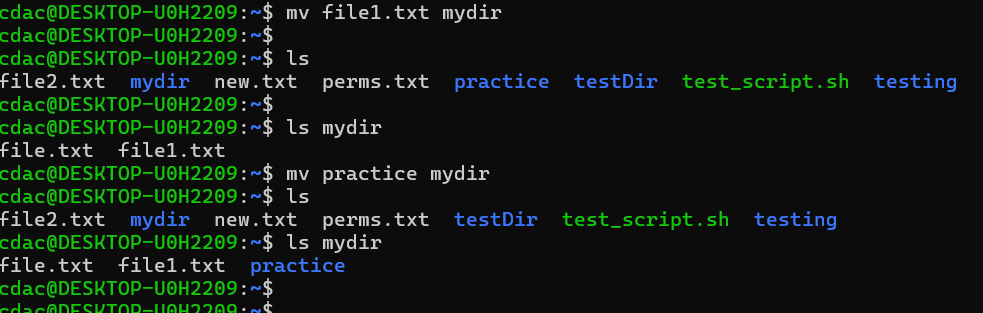 cdac@DESKTOP-U0H2209:~$ mv file1.txt mydir
cdac@DESKTOP-U0H2209:~$
cdac@DESKTOP-U0H2209:~$ ls
file2.txt  mydir  new.txt  perms.txt  practice  testDir  test_script.sh  testing
cdac@DESKTOP-U0H2209:~$
cdac@DESKTOP-U0H2209:~$ ls mydir
file.txt  file1.txt
cdac@DESKTOP-U0H2209:~$ mv practice mydir
cdac@DESKTOP-U0H2209:~$ ls
file2.txt  mydir  new.txt  perms.txt  testDir  test_script.sh  testing
cdac@DESKTOP-U0H2209:~$ ls mydir
file.txt  file1.txt  practice
cdac@DESKTOP-U0H2209:~$
cdac@DESKTOP-U0H2209:~$